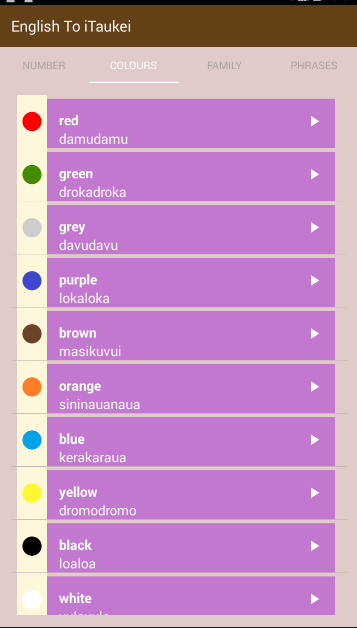 English To iTaukei
NUMBER COLOURS FAMILY PHRASES
red
damudamu
green
drokadroka
grey
davudavu
purple
lokaloka
brown
masikuvui
orange
sininauanaua
blue
kerakaraua
yellow
dromodromo
black
loaloa
white